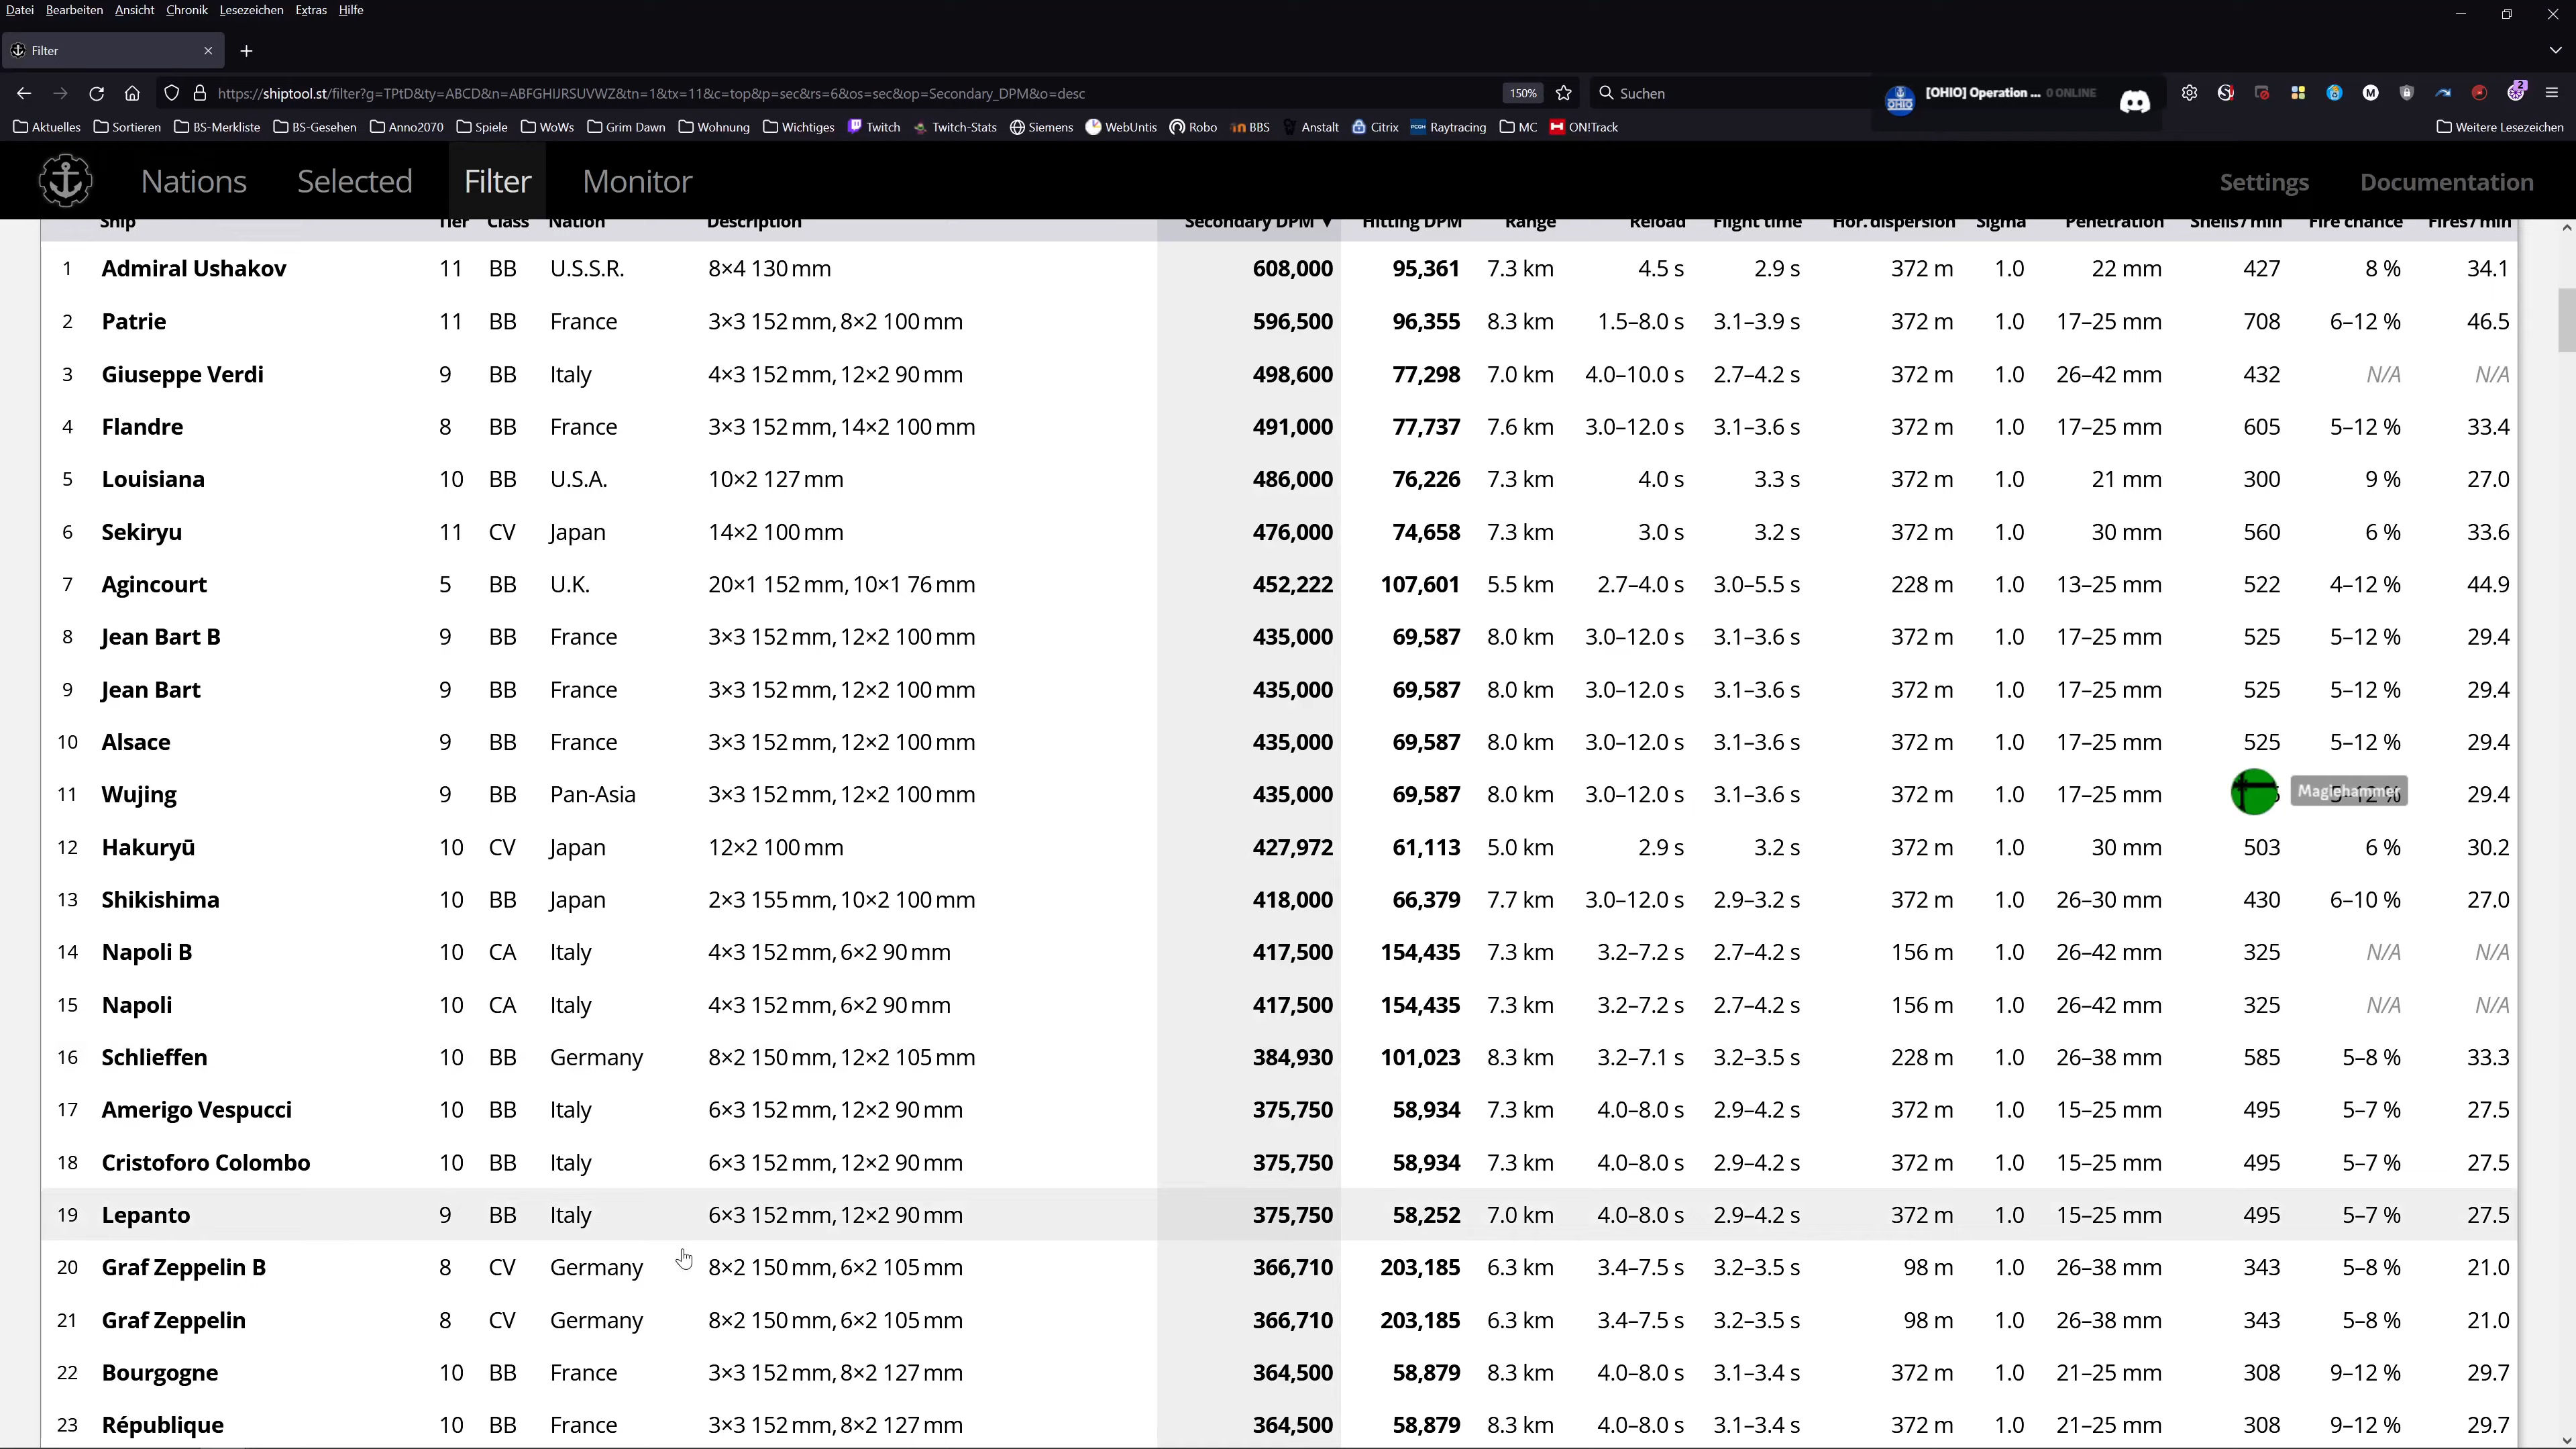 Datei Bearbeiten Ansicht Chronik Lesezeichen Extras Hilfe
Filter
https://shiptool.st/filter?g=TPtD&ty=ABCD&n=ABFGHIJRSUVWZ&tn=1&tx=11&c=top&p=sec&rs=6&os=sec&op=Secondary_DPM&o=desc 150% Suchen [OHIO] Operation ... 0 ONLINE 2
Aktuelles Sortieren BS-Merkliste BS-Gesehen Anno2070 Spiele WoWs Grim Dawn Wohnung Wichtiges Twitch Twitch-Stats Siemens WebUntis Robo BBS Anstalt Citrix Raytracing MC ON!Track Weitere Lesezeichen
Nations Selected Filter Monitor Settings Documentation
Ship Tier Class Nation Description Secondary DPM ▼ Hitting DPM Range Reload Flight time Hor. dispersion Sigma Penetration Shells / min Fire chance Fires / min
1 Admiral Ushakov 11 BB U.S.S.R. 8×4 130 mm 608,000 95,361 7.3 km 4.5 s 2.9 s 372 m 1.0 22 mm 427 8 % 34.1
2 Patrie 11 BB France 3×3 152 mm, 8×2 100 mm 596,500 96,355 8.3 km 1.5–8.0 s 3.1–3.9 s 372 m 1.0 17–25 mm 708 6–12 % 46.5
3 Giuseppe Verdi 9 BB Italy 4×3 152 mm, 12×2 90 mm 498,600 77,298 7.0 km 4.0–10.0 s 2.7–4.2 s 372 m 1.0 26–42 mm 432 N/A N/A
4 Flandre 8 BB France 3×3 152 mm, 14×2 100 mm 491,000 77,737 7.6 km 3.0–12.0 s 3.1–3.6 s 372 m 1.0 17–25 mm 605 5–12 % 33.4
5 Louisiana 10 BB U.S.A. 10×2 127 mm 486,000 76,226 7.3 km 4.0 s 3.3 s 372 m 1.0 21 mm 300 9 % 27.0
6 Sekiryu 11 CV Japan 14×2 100 mm 476,000 74,658 7.3 km 3.0 s 3.2 s 372 m 1.0 30 mm 560 6 % 33.6
7 Agincourt 5 BB U.K. 20×1 152 mm, 10×1 76 mm 452,222 107,601 5.5 km 2.7–4.0 s 3.0–5.5 s 228 m 1.0 13–25 mm 522 4–12 % 44.9
8 Jean Bart B 9 BB France 3×3 152 mm, 12×2 100 mm 435,000 69,587 8.0 km 3.0–12.0 s 3.1–3.6 s 372 m 1.0 17–25 mm 525 5–12 % 29.4
9 Jean Bart 9 BB France 3×3 152 mm, 12×2 100 mm 435,000 69,587 8.0 km 3.0–12.0 s 3.1–3.6 s 372 m 1.0 17–25 mm 525 5–12 % 29.4
10 Alsace 9 BB France 3×3 152 mm, 12×2 100 mm 435,000 69,587 8.0 km 3.0–12.0 s 3.1–3.6 s 372 m 1.0 17–25 mm 525 5–12 % 29.4
11 Wujing 9 BB Pan-Asia 3×3 152 mm, 12×2 100 mm 435,000 69,587 8.0 km 3.0–12.0 s 3.1–3.6 s 372 m 1.0 17–25 mm Magiehammer 29.4
12 Hakuryū 10 CV Japan 12×2 100 mm 427,972 61,113 5.0 km 2.9 s 3.2 s 372 m 1.0 30 mm 503 6 % 30.2
13 Shikishima 10 BB Japan 2×3 155 mm, 10×2 100 mm 418,000 66,379 7.7 km 3.0–12.0 s 2.9–3.2 s 372 m 1.0 26–30 mm 430 6–10 % 27.0
14 Napoli B 10 CA Italy 4×3 152 mm, 6×2 90 mm 417,500 154,435 7.3 km 3.2–7.2 s 2.7–4.2 s 156 m 1.0 26–42 mm 325 N/A N/A
15 Napoli 10 CA Italy 4×3 152 mm, 6×2 90 mm 417,500 154,435 7.3 km 3.2–7.2 s 2.7–4.2 s 156 m 1.0 26–42 mm 325 N/A N/A
16 Schlieffen 10 BB Germany 8×2 150 mm, 12×2 105 mm 384,930 101,023 8.3 km 3.2–7.1 s 3.2–3.5 s 228 m 1.0 26–38 mm 585 5–8 % 33.3
17 Amerigo Vespucci 10 BB Italy 6×3 152 mm, 12×2 90 mm 375,750 58,934 7.3 km 4.0–8.0 s 2.9–4.2 s 372 m 1.0 15–25 mm 495 5–7 % 27.5
18 Cristoforo Colombo 10 BB Italy 6×3 152 mm, 12×2 90 mm 375,750 58,934 7.3 km 4.0–8.0 s 2.9–4.2 s 372 m 1.0 15–25 mm 495 5–7 % 27.5
19 Lepanto 9 BB Italy 6×3 152 mm, 12×2 90 mm 375,750 58,252 7.0 km 4.0–8.0 s 2.9–4.2 s 372 m 1.0 15–25 mm 495 5–7 % 27.5
20 Graf Zeppelin B 8 CV Germany 8×2 150 mm, 6×2 105 mm 366,710 203,185 6.3 km 3.4–7.5 s 3.2–3.5 s 98 m 1.0 26–38 mm 343 5–8 % 21.0
21 Graf Zeppelin 8 CV Germany 8×2 150 mm, 6×2 105 mm 366,710 203,185 6.3 km 3.4–7.5 s 3.2–3.5 s 98 m 1.0 26–38 mm 343 5–8 % 21.0
22 Bourgogne 10 BB France 3×3 152 mm, 8×2 127 mm 364,500 58,879 8.3 km 4.0–8.0 s 3.1–3.4 s 372 m 1.0 21–25 mm 308 9–12 % 29.7
23 République 10 BB France 3×3 152 mm, 8×2 127 mm 364,500 58,879 8.3 km 4.0–8.0 s 3.1–3.4 s 372 m 1.0 21–25 mm 308 9–12 % 29.7